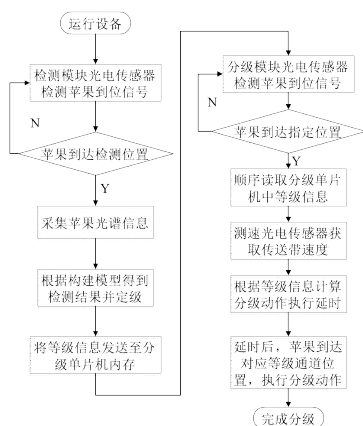 运行设备
检测模块光电传感器
检测苹果到位信号
N
苹果到达检测位置
Y
采集苹果光谱信息
根据构建模型得到
检测结果并定级
将等级信息发送至分
级单片机内存
分级模块光电传感器
检测苹果到位信号
N
苹果到达指定位置
Y
顺序读取分级单片
机中等级信息
测速光电传感器获
取传送带速度
根据等级信息计算
分级动作执行延时
延时后，苹果到达
对应等级通道位
置，执行分级动作
完成分级